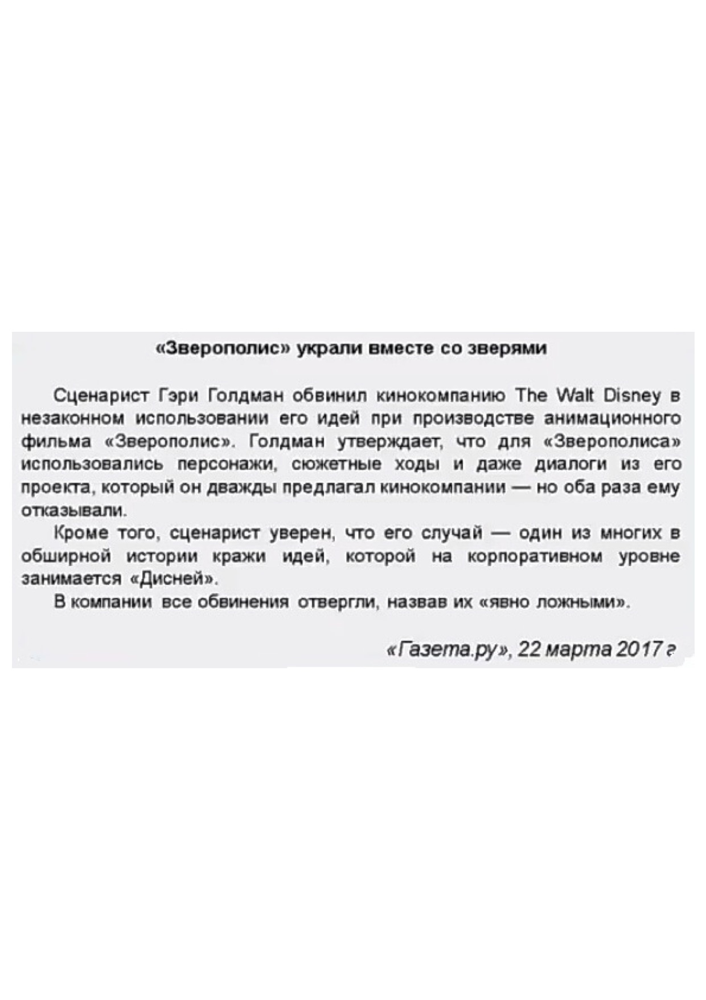 «Зверополис» украли вместе со зверями
Сценарист Гэри Голдман обвинил кинокомпанию The Walt Disney в
незаконном использовании его идей при производстве анимационного
фильма «Зверополис». Голдман утверждает, что для «Зверополиса»
использовались персонажи, сюжетные ходы и даже диалоги из его
проекта, который он дважды предлагал кинокомпании — но оба раза ему
отказывали.
Кроме того, сценарист уверен, что его случай — один из многих в
обширной истории кражи идей, которой на корпоративном уровне
занимается «Дисней».
В компании все обвинения отвергли, назвав их «явно ложными».
«Газета.ру», 22 марта 2017 г